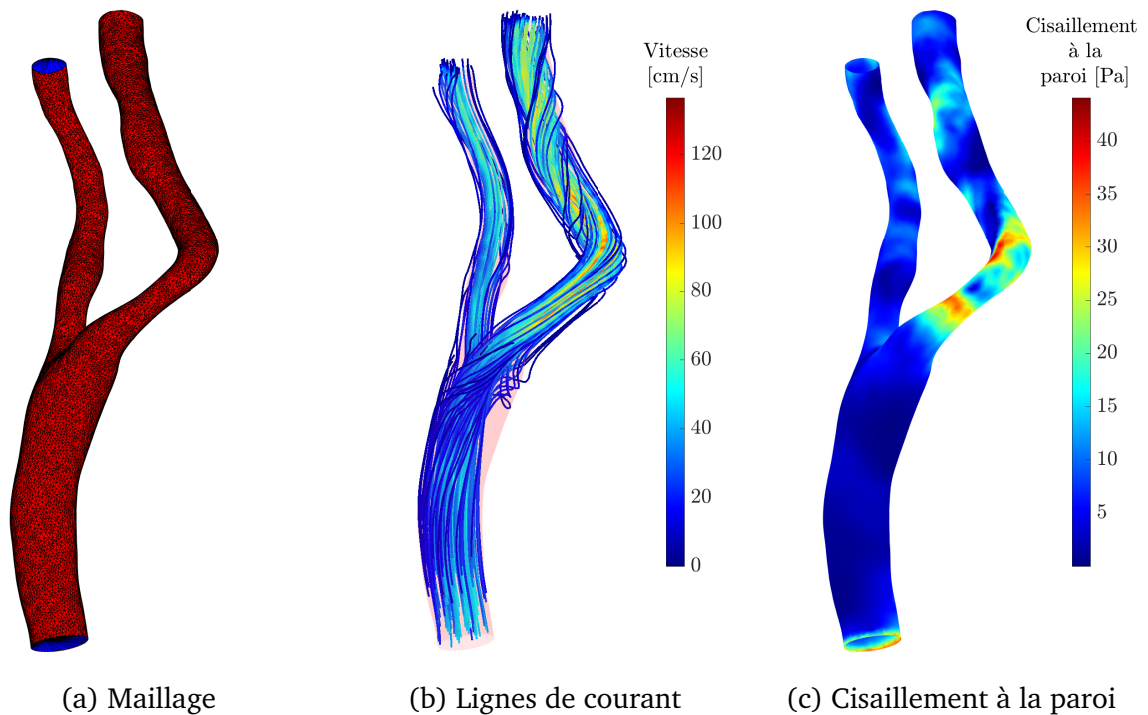 Vitesse
[cm/s]
120
100
80
60
40
20
0
Cisaillement
à la
paroi [Pa]
40
35
30
25
20
15
10
5
(a) Maillage
(b) Lignes de courant
(c) Cisaillement à la paroi